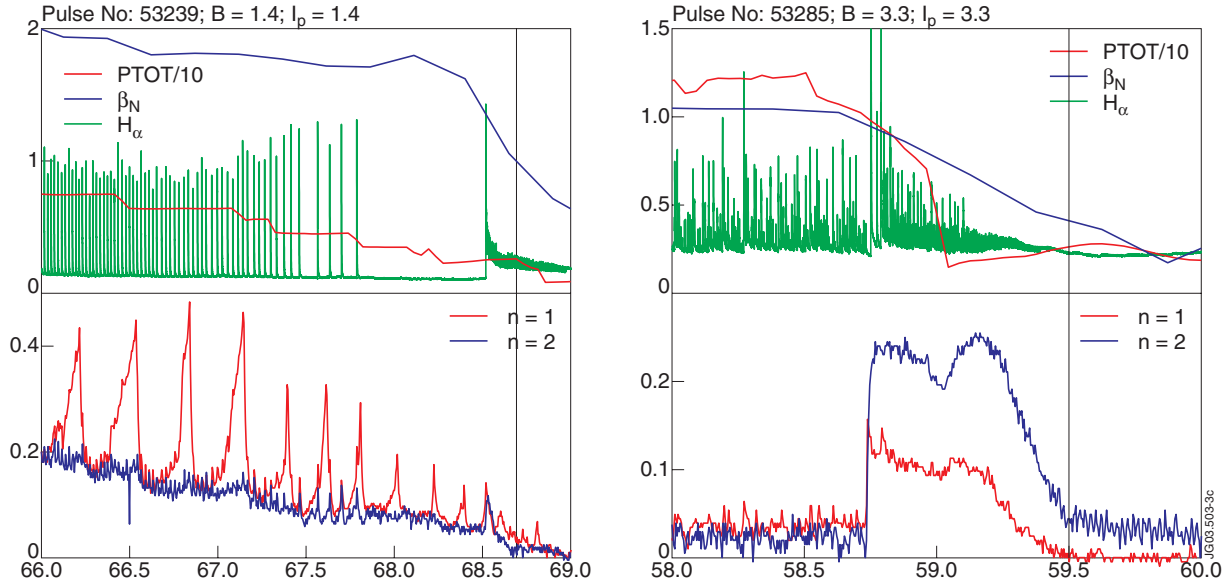 Pulse No: 53239; B = 1.4; Ip = 1.4
2
PTOT/10
βN
Hα
1
0
n = 1
n = 2
0.4
0.2
0
66.0 66.5 67.0 67.5 68.0 68.5 69.0
Pulse No: 53285; B = 3.3; Ip = 3.3
1.5
PTOT/10
βN
Hα
1.0
0.5
0
n = 1
n = 2
0.2
0.1
0
58.0 58.5 59.0 59.5 60.0
JG03.503-3c